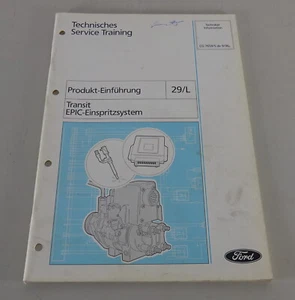 Technisches
Service Training
Produkt-Einführung
29/L
Transit
EPIC-Einspritzsystem
Ford